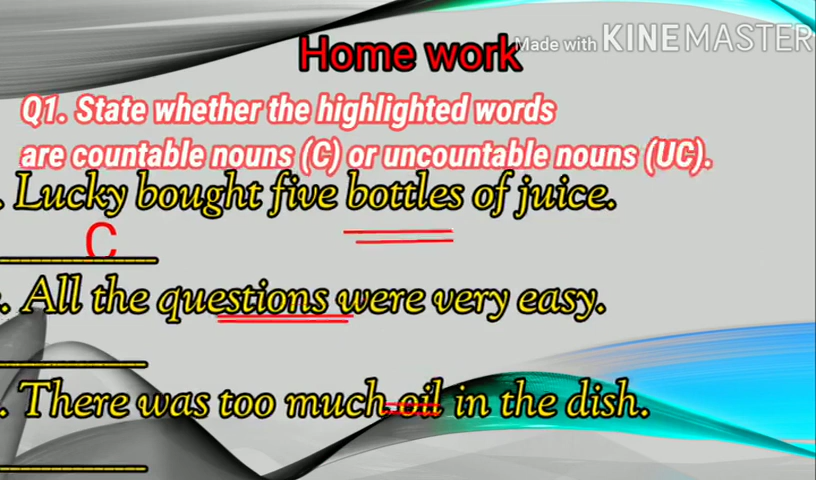 Home work
Made with KINEMASTER
Q1. State whether the highlighted words
are countable nouns (C) or uncountable nouns (UC).
. Lucky bought five bottles of juice.
C
. All the questions were very easy.
. There was too much oil in the dish.